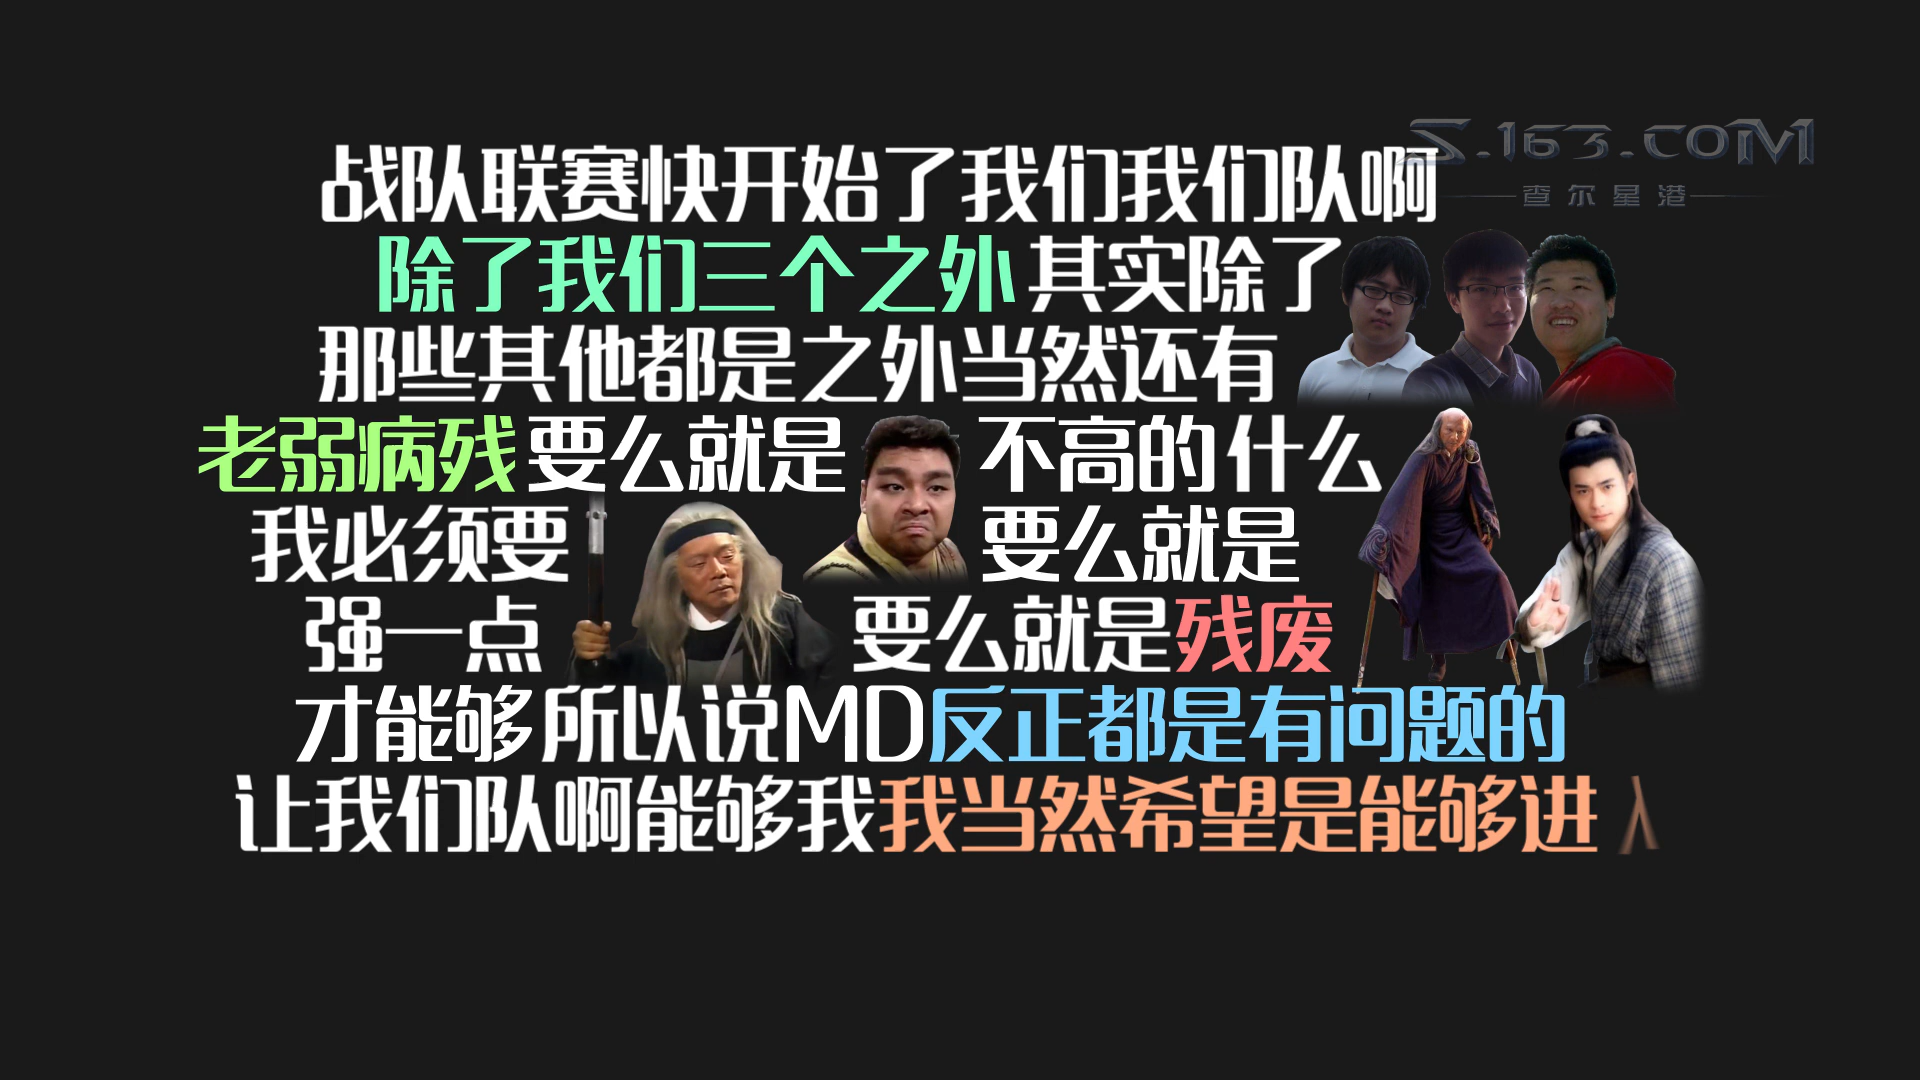 S.163.COM
查尔星港
战队联赛快开始了我们我们队啊
除了我们三个之外其实除了
那些其他都是之外当然还有
老弱病残要么就是 不高的什么
我必须要 要么就是
强一点 要么就是残废
才能够所以说MD反正都是有问题的
让我们队啊能够我我当然希望是能够进入